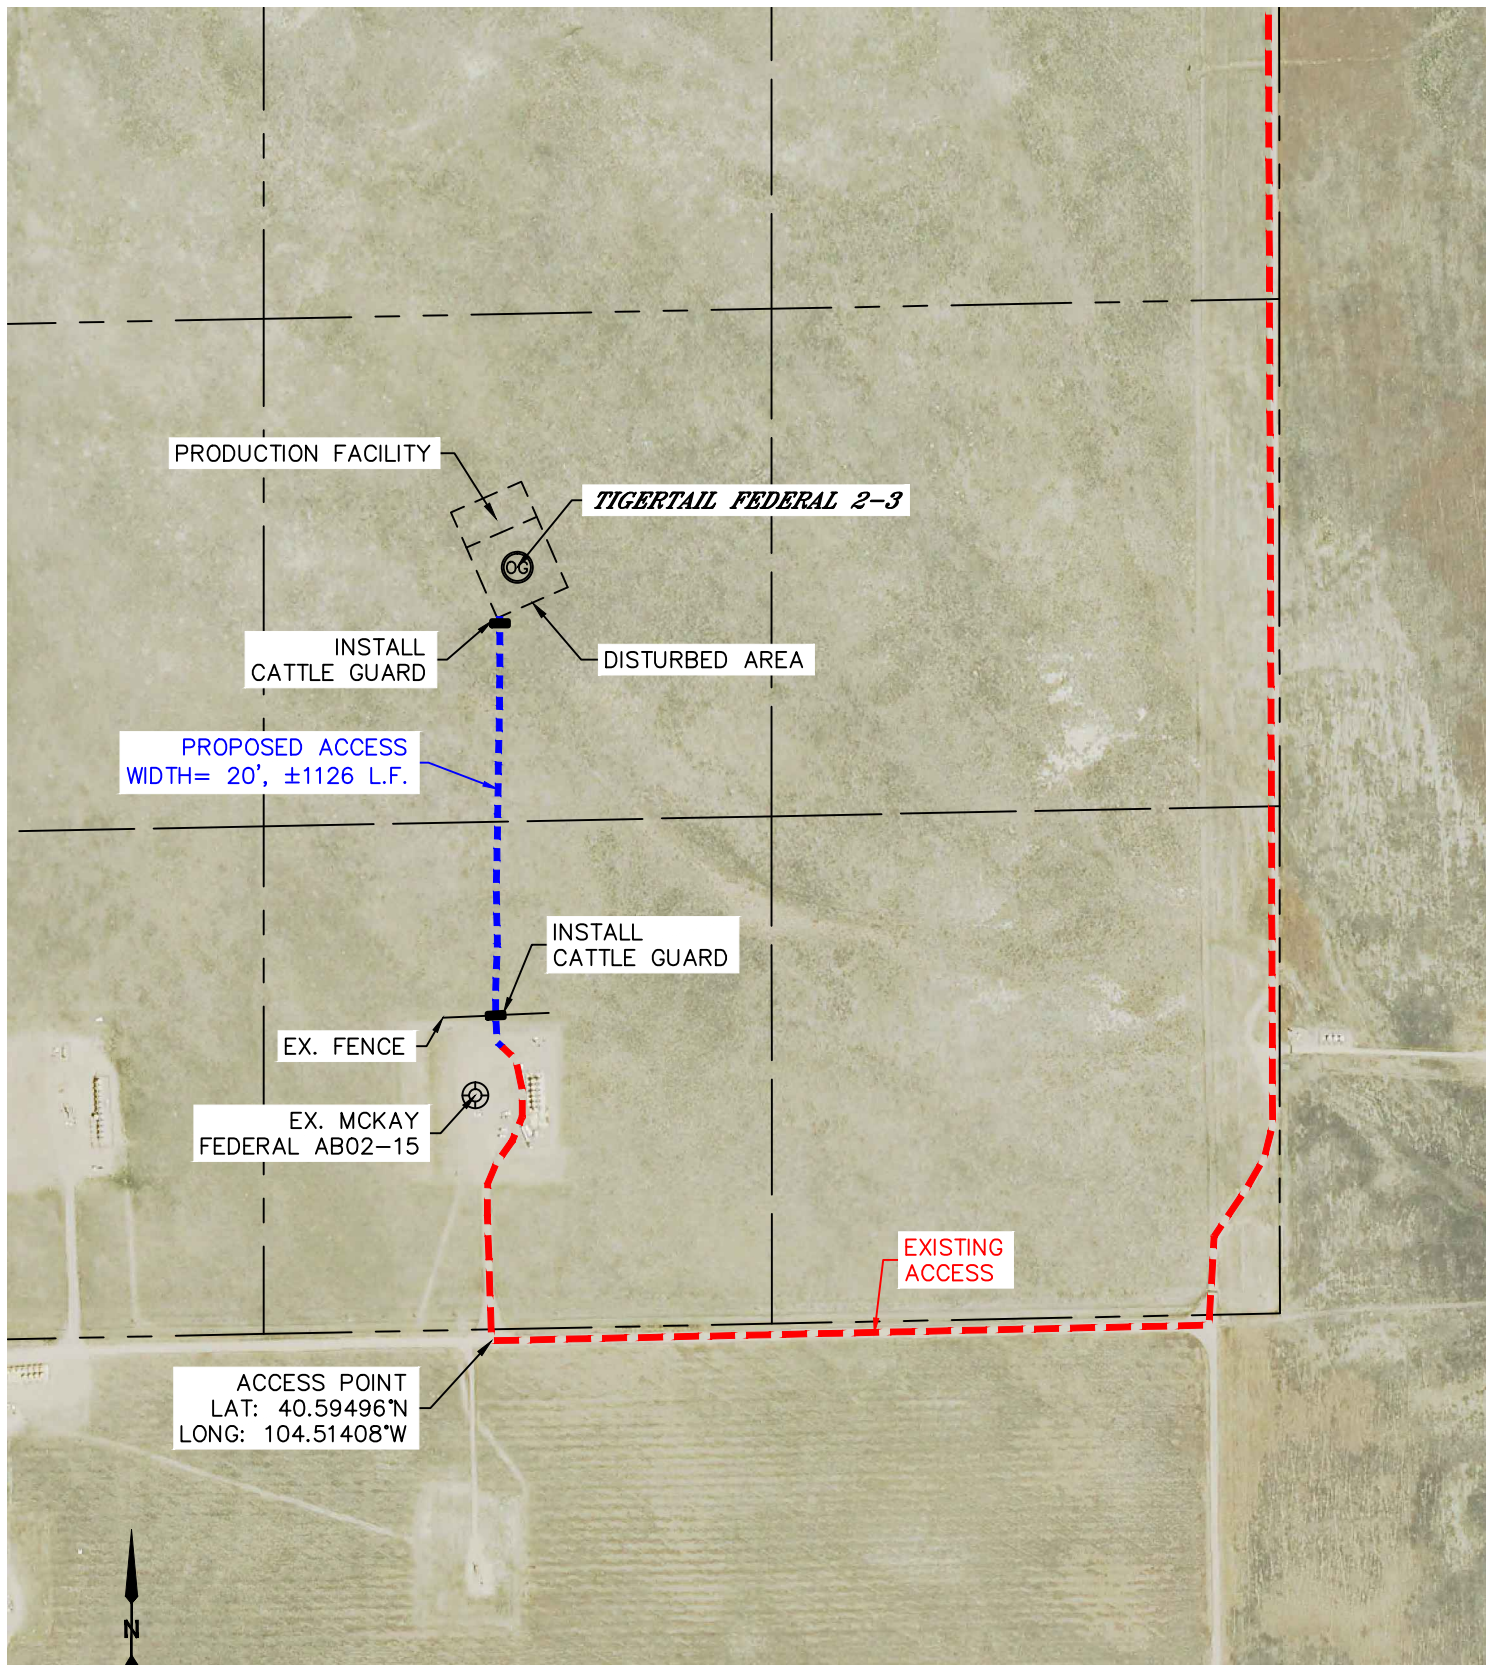 PRODUCTION FACILITY
TIGERTAIL FEDERAL 2-3
OG
INSTALL
CATTLE GUARD
DISTURBED AREA
PROPOSED ACCESS
WIDTH= 20', ±1126 L.F.
INSTALL
CATTLE GUARD
EX. FENCE
EX. MCKAY
FEDERAL AB02-15
EXISTING
ACCESS
ACCESS POINT
LAT: 40.59496°N
LONG: 104.51408°W
N